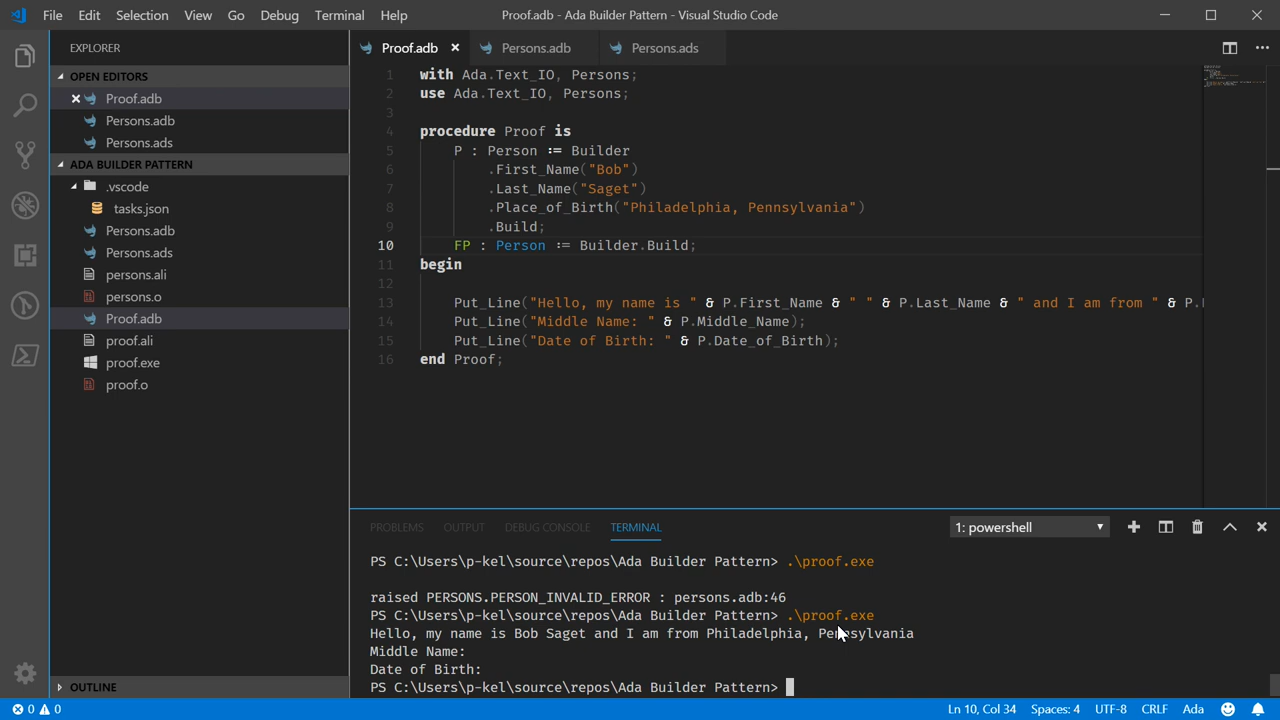 File Edit Selection View Go Debug Terminal Help
Proof.adb - Ada Builder Pattern - Visual Studio Code
EXPLORER
OPEN EDITORS
Proof.adb
Persons.adb
Persons.ads
ADA BUILDER PATTERN
.vscode
tasks.json
Persons.adb
Persons.ads
persons.ali
persons.o
Proof.adb
proof.ali
proof.exe
proof.o
OUTLINE
Proof.adb Persons.adb Persons.ads
1 with Ada.Text_IO, Persons;
2 use Ada.Text_IO, Persons;
3
4 procedure Proof is
5 P : Person := Builder
6 .First_Name("Bob")
7 .Last_Name("Saget")
8 .Place_of_Birth("Philadelphia, Pennsylvania")
9 .Build;
10 FP : Person := Builder.Build;
11 begin
12
13 Put_Line("Hello, my name is " & P.First_Name & " " & P.Last_Name & " and I am from " & P.
14 Put_Line("Middle Name: " & P.Middle_Name);
15 Put_Line("Date of Birth: " & P.Date_of_Birth);
16 end Proof;
PROBLEMS OUTPUT DEBUG CONSOLE TERMINAL
1: powershell
PS C:\Users\p-kel\source\repos\Ada Builder Pattern> .\proof.exe
raised PERSONS.PERSON_INVALID_ERROR : persons.adb:46
PS C:\Users\p-kel\source\repos\Ada Builder Pattern> .\proof.exe
Hello, my name is Bob Saget and I am from Philadelphia, Pennsylvania
Middle Name:
Date of Birth:
PS C:\Users\p-kel\source\repos\Ada Builder Pattern>
0 0
Ln 10, Col 34 Spaces: 4 UTF-8 CRLF Ada